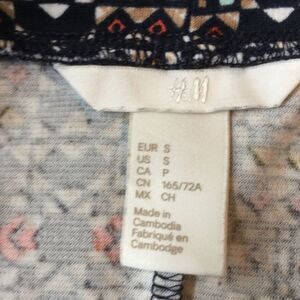 H&M
EUR S
US S
CA P
CN 165/72A
MX CH
Made in
Cambodia
Fabriqué en
Cambodge